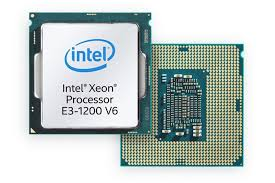 intel
Intel® Xeon®
Processor
E3-1200 V6